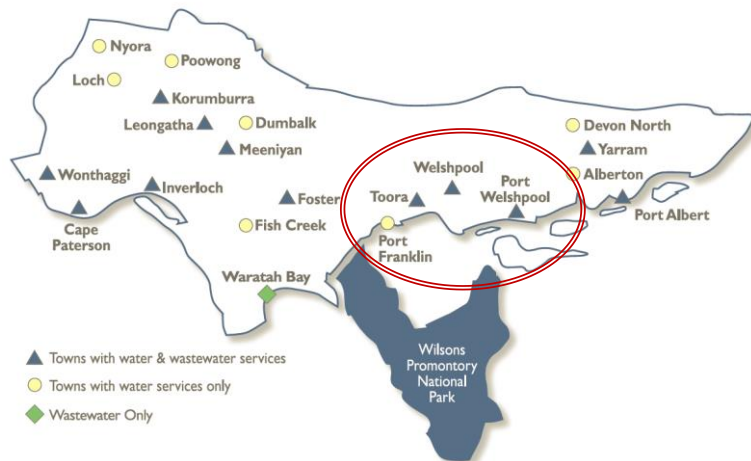 Nyora
Poowong
Loch
Korumburra
Leongatha
Dumbalk
Devon North
Meeniyan
Yarram
Welshpool
Wonthaggi
Alberton
Inverloch
Foster
Toora
Port
Welshpool
Cape
Paterson
Port Albert
Fish Creek
Port
Franklin
Waratah Bay
Wilsons
Promontory
National
Park
Towns with water & wastewater services
Towns with water services only
Wastewater Only